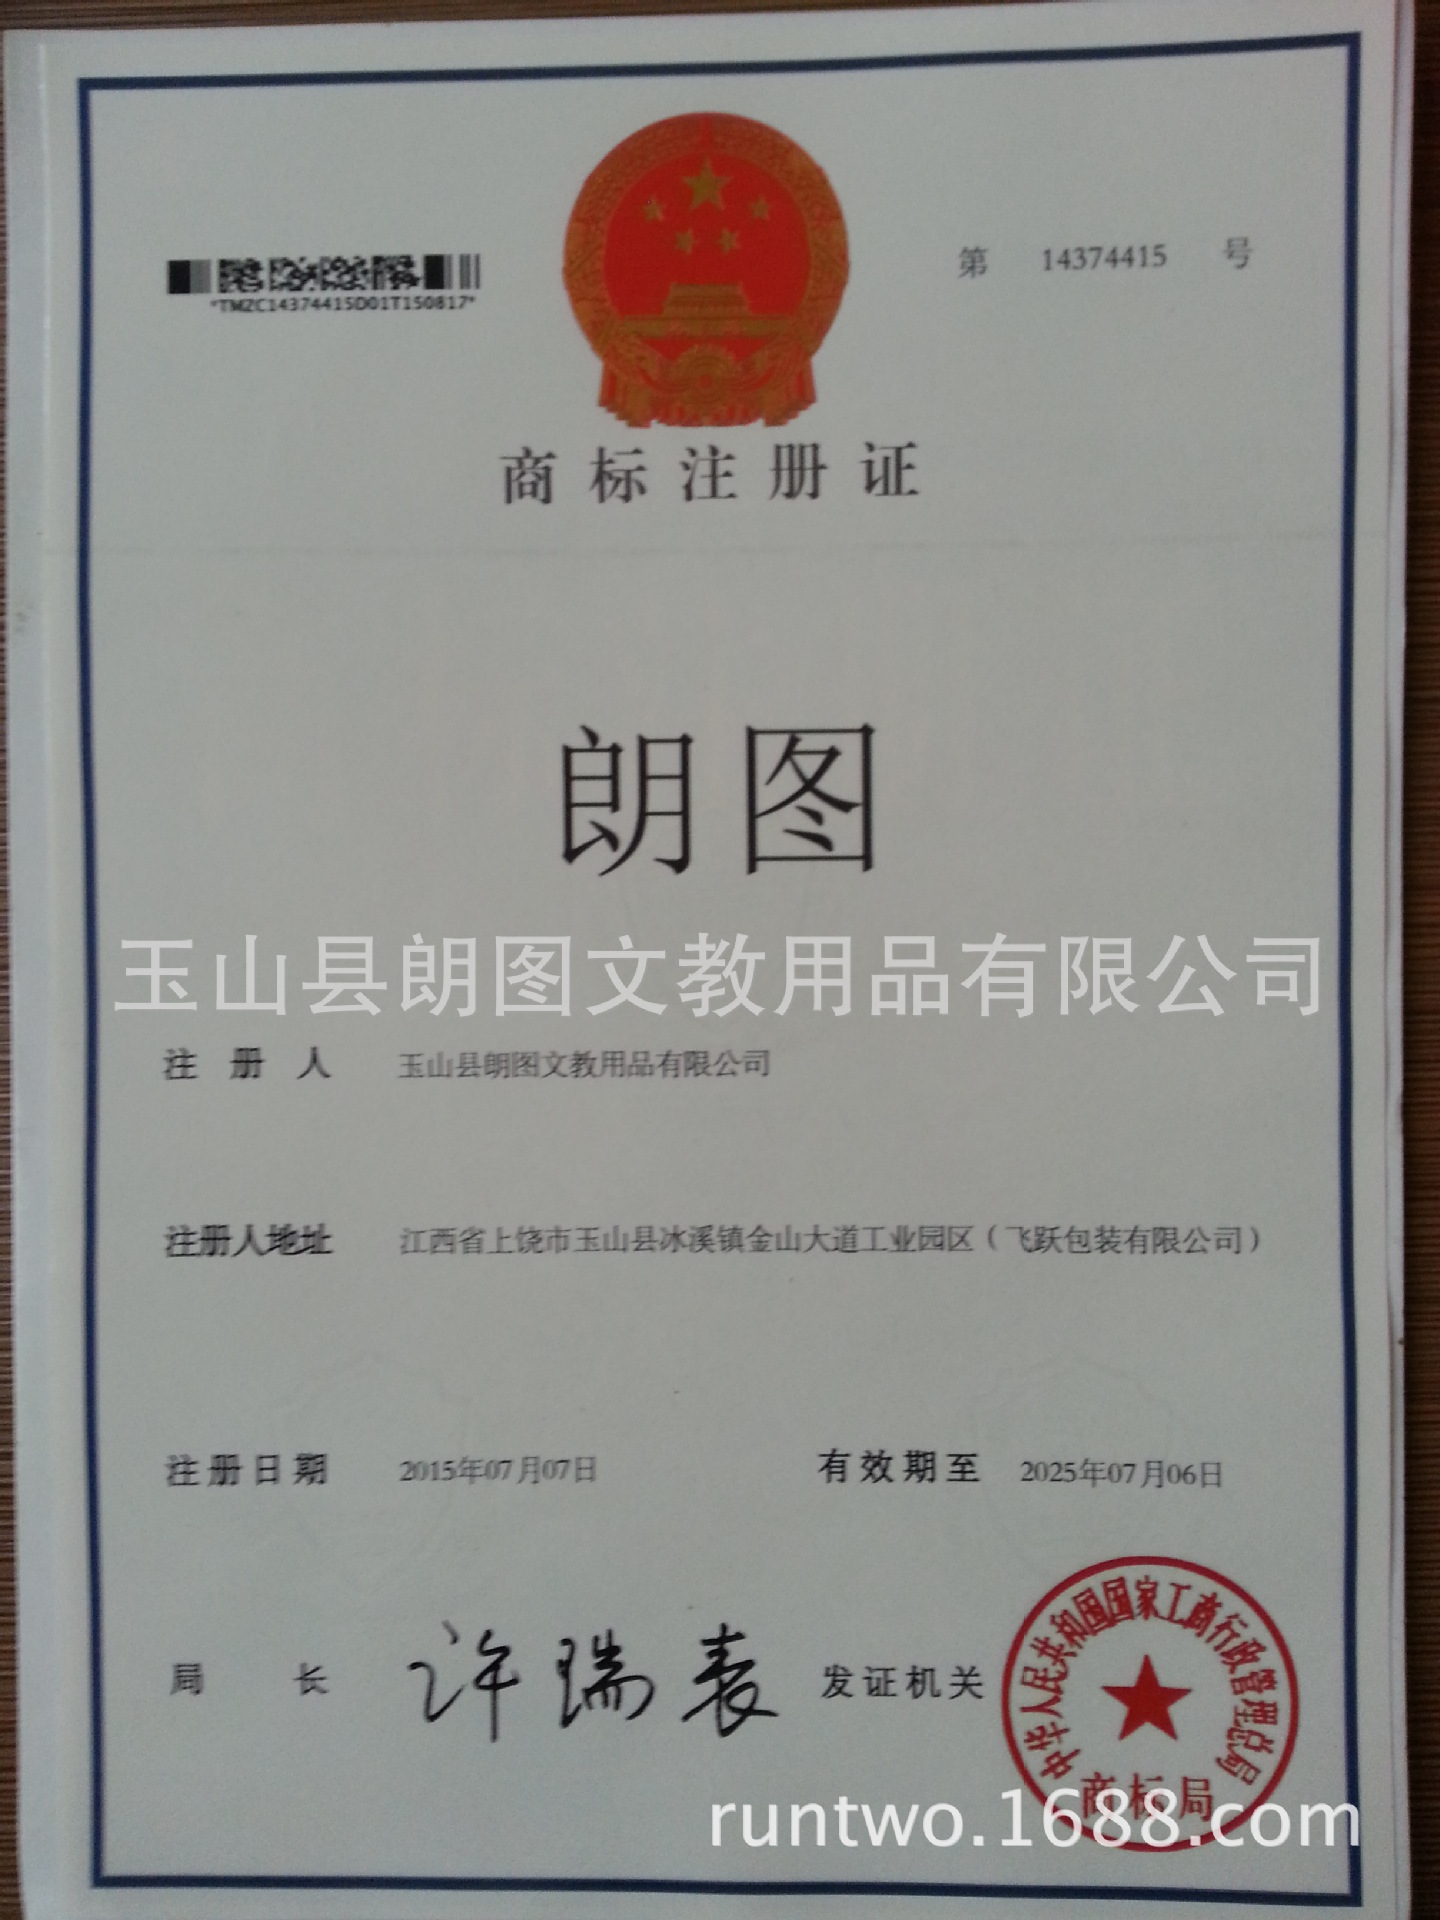 *TMZC14374415D01T150817*
第 14374415 号
商标注册证
朗图
玉山县朗图文教用品有限公司
注册人 玉山县朗图文教用品有限公司
注册人地址 江西省上饶市玉山县冰溪镇金山大道工业园区（飞跃包装有限公司）
注册日期 2015年07月07日 有效期至 2025年07月06日
局长 许瑞表 发证机关
中华人民共和国国家工商行政管理总局
商标局
runtwo.1688.com